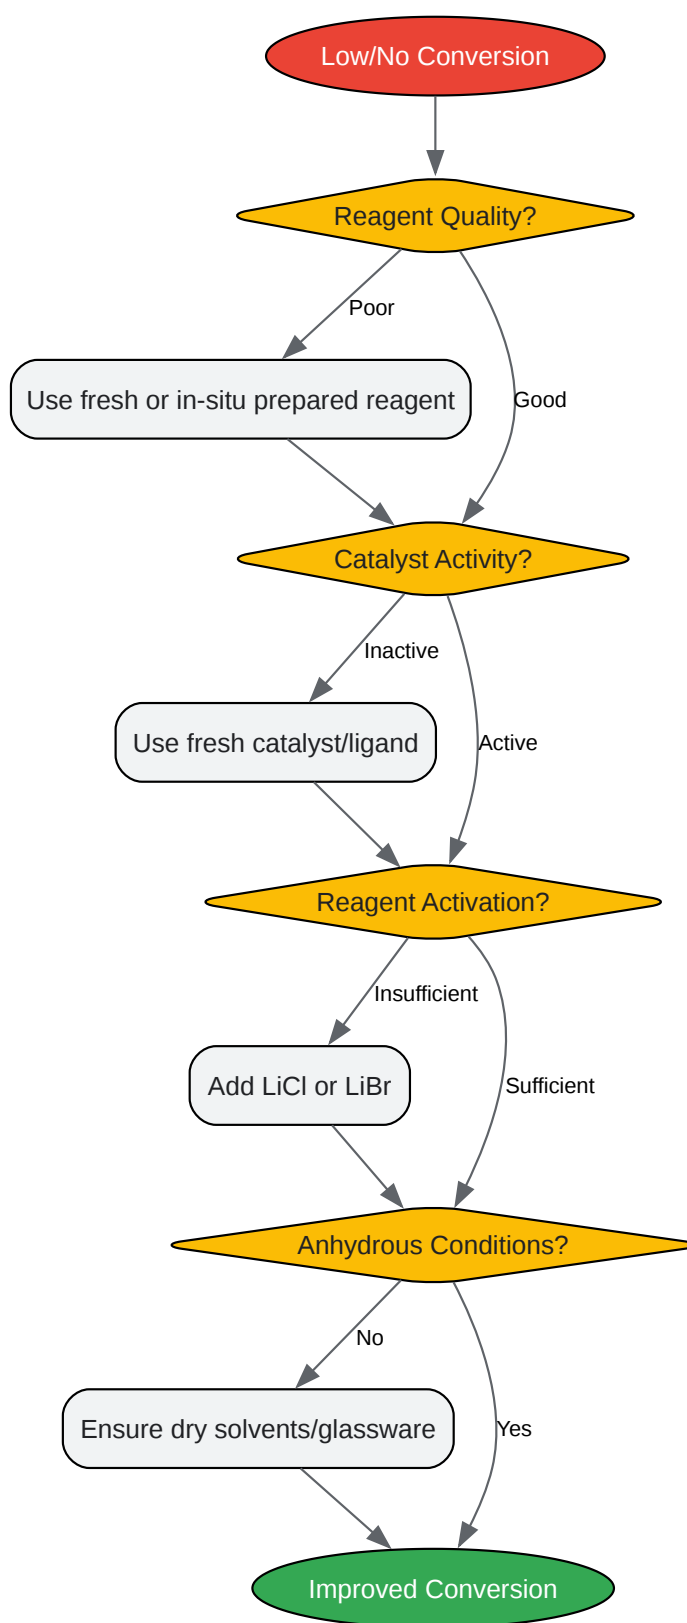 Low/No Conversion
Reagent Quality?
Poor
Use fresh or in-situ prepared reagent
Good
Catalyst Activity?
Inactive
Use fresh catalyst/ligand
Active
Reagent Activation?
Insufficient
Add LiCl or LiBr
Sufficient
Anhydrous Conditions?
No
Ensure dry solvents/glassware
Yes
Improved Conversion